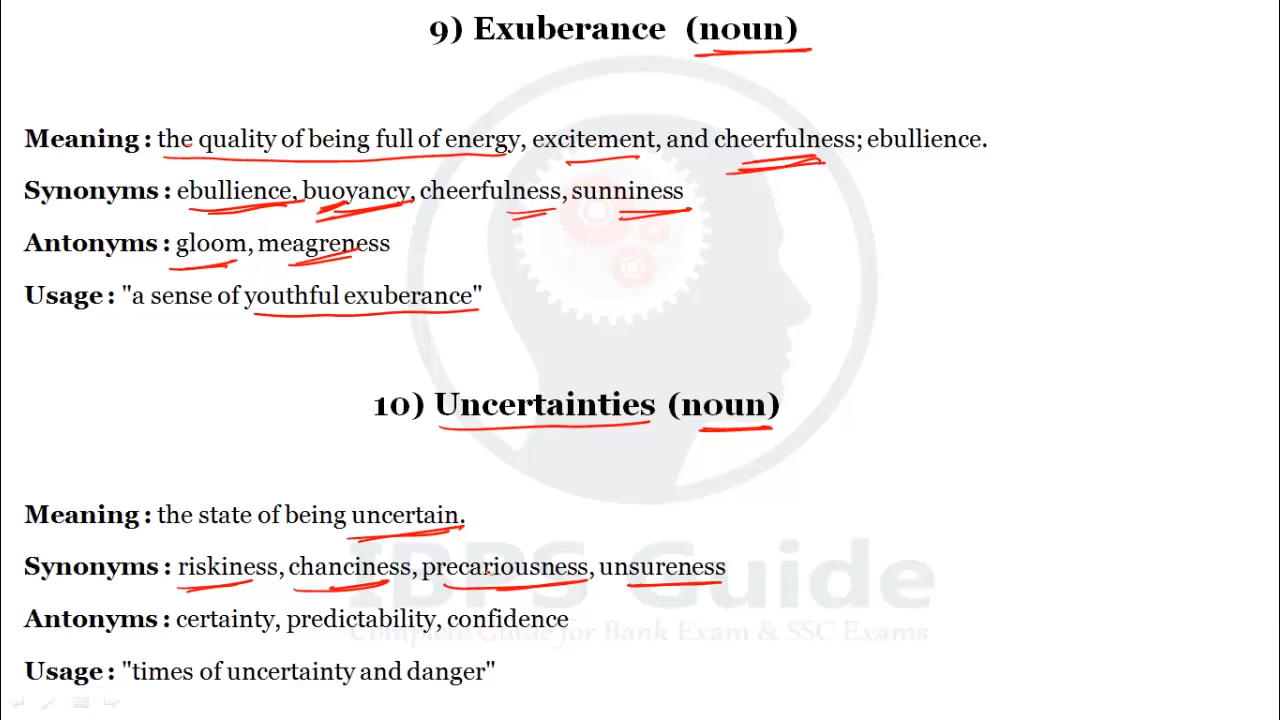 9) Exuberance (noun)
Meaning : the quality of being full of energy, excitement, and cheerfulness; ebullience.
Synonyms : ebullience, buoyancy, cheerfulness, sunniness
Antonyms : gloom, meagreness
Usage : "a sense of youthful exuberance"
10) Uncertainties (noun)
Meaning : the state of being uncertain.
Synonyms : riskiness, chanciness, precariousness, unsureness
IBPS Guide
Antonyms : certainty, predictability, confidence
Complete Guide for Bank Exam & SSC Exams
Usage : "times of uncertainty and danger"